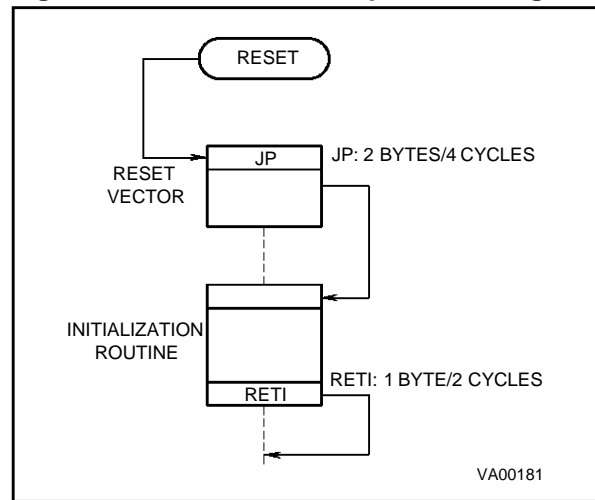 RESET
JP
JP: 2 BYTES/4 CYCLES
RESET
VECTOR
INITIALIZATION
ROUTINE
RETI: 1 BYTE/2 CYCLES
RETI
VA00181